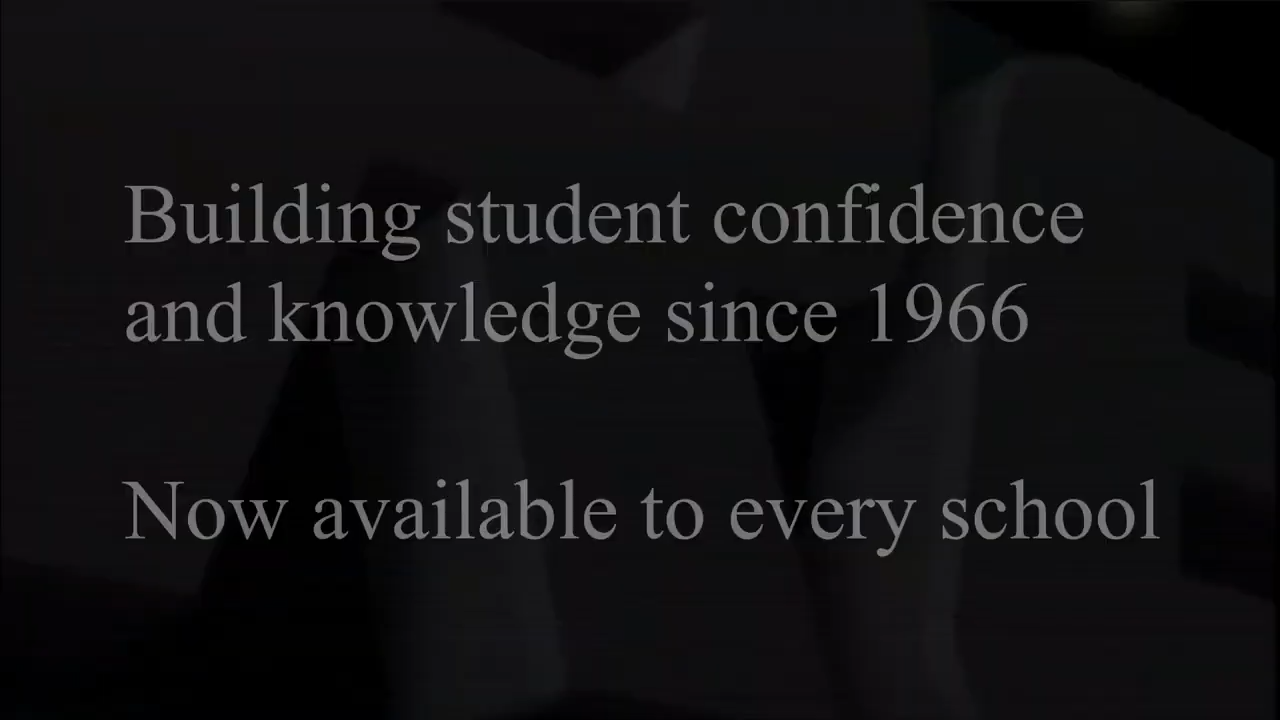 Building student confidence
and knowledge since 1966
Now available to every school